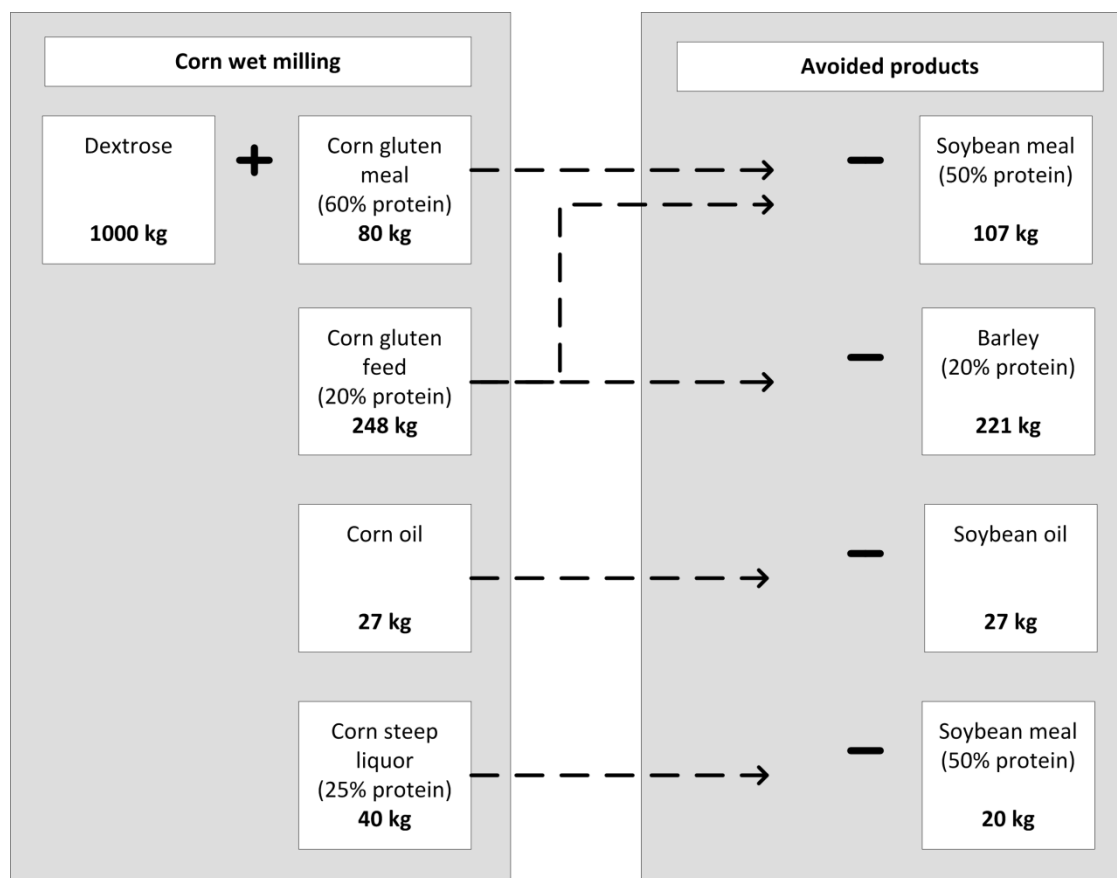 Corn wet milling
Avoided products
Dextrose
1000 kg
+
Corn gluten
meal
(60% protein)
80 kg
−
Soybean meal
(50% protein)
107 kg
Corn gluten
feed
(20% protein)
248 kg
−
Barley
(20% protein)
221 kg
Corn oil
27 kg
−
Soybean oil
27 kg
Corn steep
liquor
(25% protein)
40 kg
−
Soybean meal
(50% protein)
20 kg